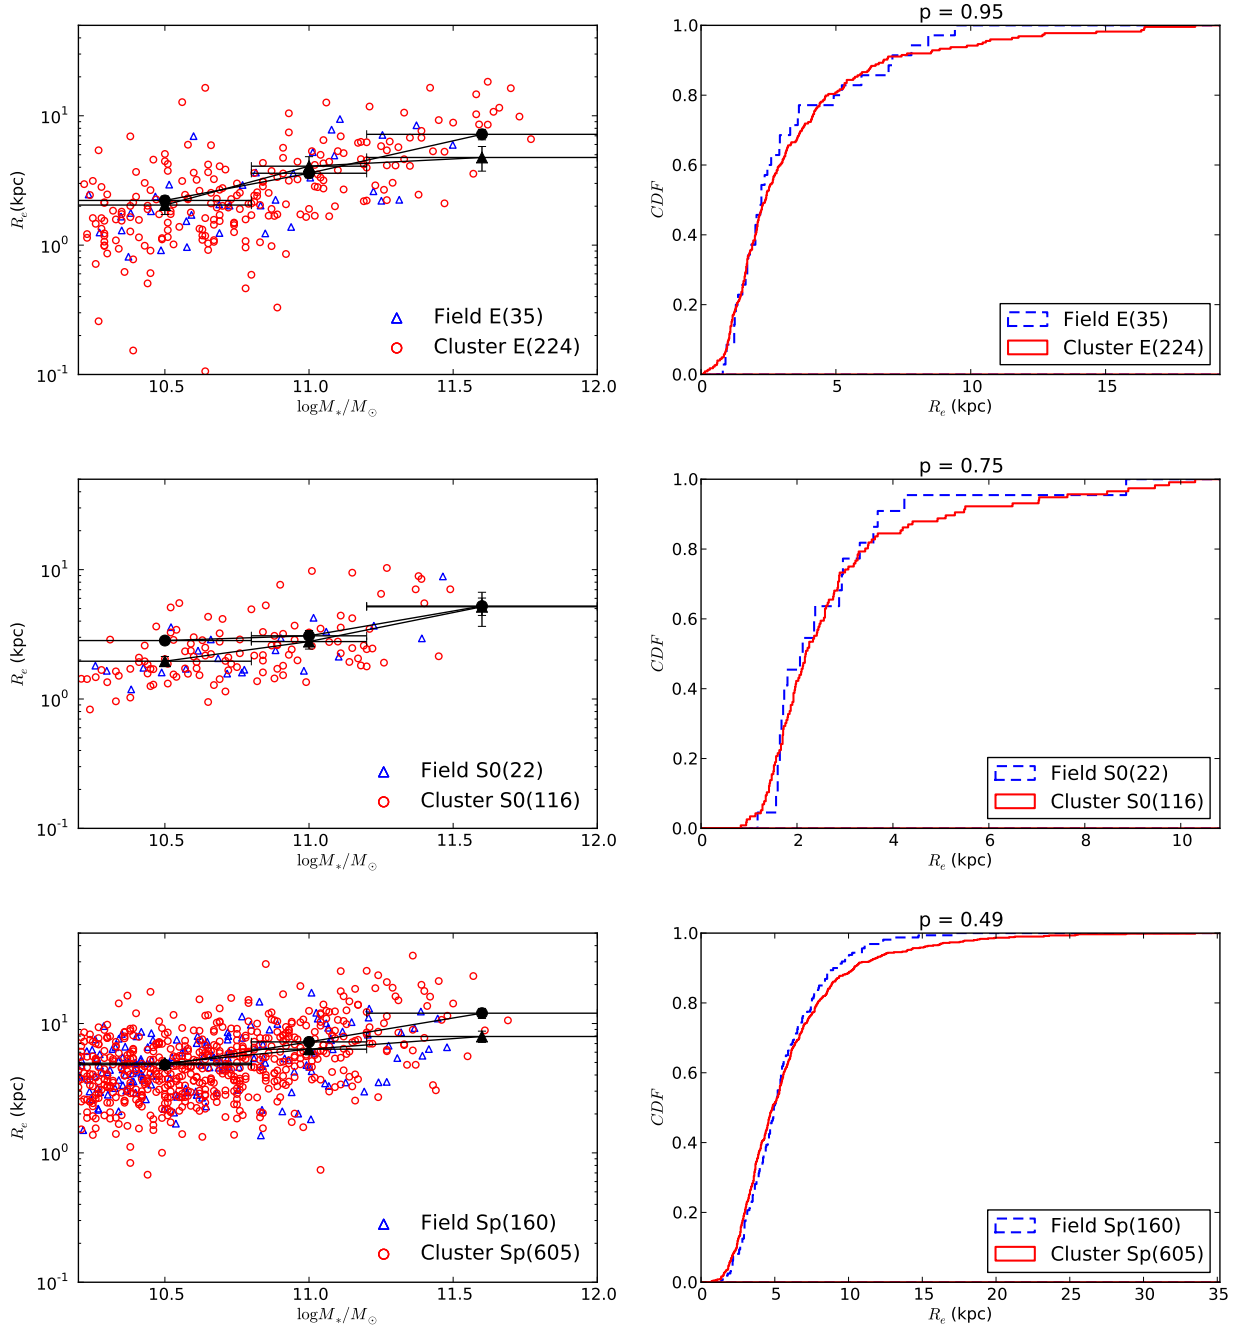 p = 0.95
10¹
10⁰
10⁻¹
R_e (kpc)
10.5 11.0 11.5 12.0
logM_*/M_⊙
Field E(35)
Cluster E(224)
1.0
0.8
0.6
0.4
0.2
0.0
CDF
0 5 10 15
R_e (kpc)
Field E(35)
Cluster E(224)
p = 0.75
10¹
10⁰
10⁻¹
R_e (kpc)
10.5 11.0 11.5 12.0
logM_*/M_⊙
Field S0(22)
Cluster S0(116)
1.0
0.8
0.6
0.4
0.2
0.0
CDF
0 2 4 6 8 10
R_e (kpc)
Field S0(22)
Cluster S0(116)
p = 0.49
10¹
10⁰
10⁻¹
R_e (kpc)
10.5 11.0 11.5 12.0
logM_*/M_⊙
Field Sp(160)
Cluster Sp(605)
1.0
0.8
0.6
0.4
0.2
0.0
CDF
0 5 10 15 20 25 30 35
R_e (kpc)
Field Sp(160)
Cluster Sp(605)